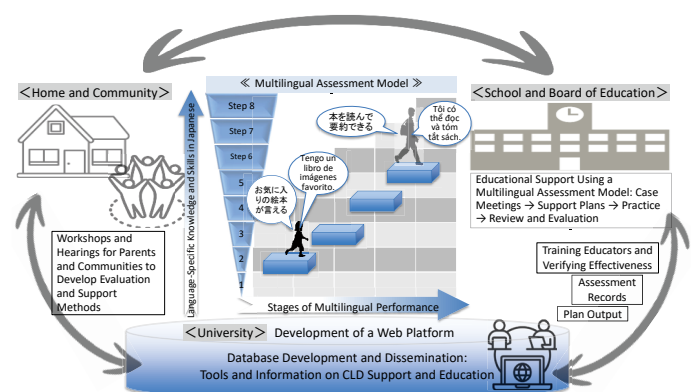 ＜Home and Community＞
≪ Multilingual Assessment Model ≫
＜School and Board of Education＞
Language-Specific Knowledge and Skills in Japanese
Step 8
Step 7
Step 6
5
4
3
2
1
お気に入
りの絵本
が言える
Tengo un
libro de
imágenes
favorito.
本を読んで
要約できる
Tôi có
thể đọc
và tóm
tắt sách.
Stages of Multilingual Performance
Workshops and
Hearings for Parents
and Communities to
Develop Evaluation
and Support
Methods
Educational Support Using a
Multilingual Assessment Model: Case
Meetings → Support Plans → Practice
→ Review and Evaluation
Training Educators and
Verifying Effectiveness
Assessment
Records
Plan Output
＜University＞ Development of a Web Platform
Database Development and Dissemination:
Tools and Information on CLD Support and Education